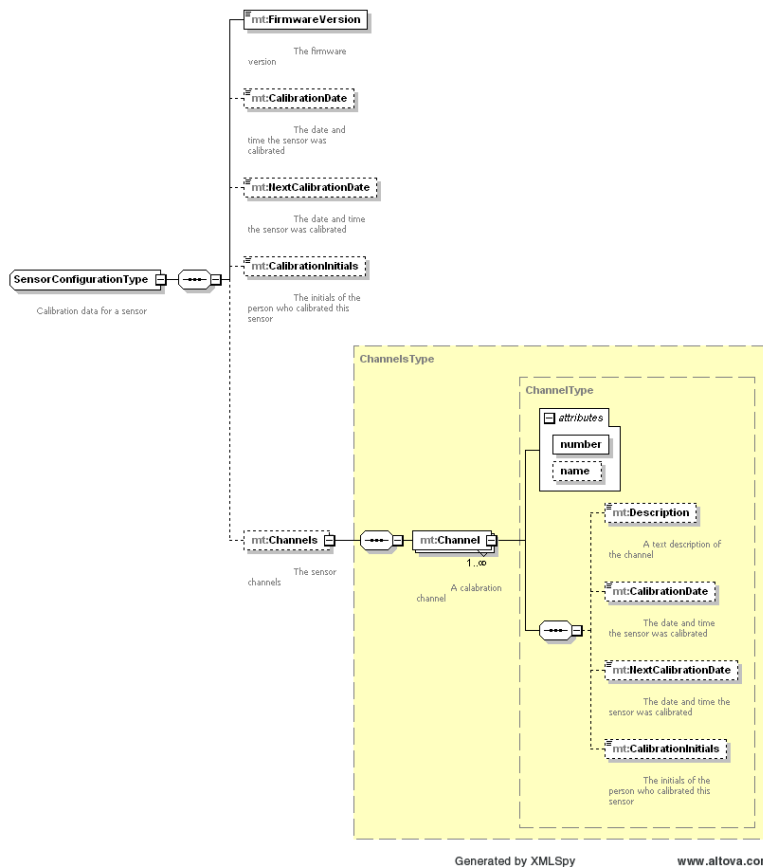 mt:FirmwareVersion
The firmware
version
mt:CalibrationDate
The date and
time the sensor was
calibrated
mt:NextCalibrationDate
The date and time
the sensor was calibrated
SensorConfigurationType
Calibration data for a sensor
mt:CalibrationInitials
The initials of the
person who calibrated this
sensor
ChannelsType
ChannelType
attributes
number
name
mt:Channels
The sensor
channels
mt:Channel
1..∞
A calabration
channel
mt:Description
A text description of
the channel
mt:CalibrationDate
The date and time
the sensor was calibrated
mt:NextCalibrationDate
The date and time the
sensor was calibrated
mt:CalibrationInitials
The initials of the
person who calibrated this
sensor
Generated by XMLSpy
www.altova.com